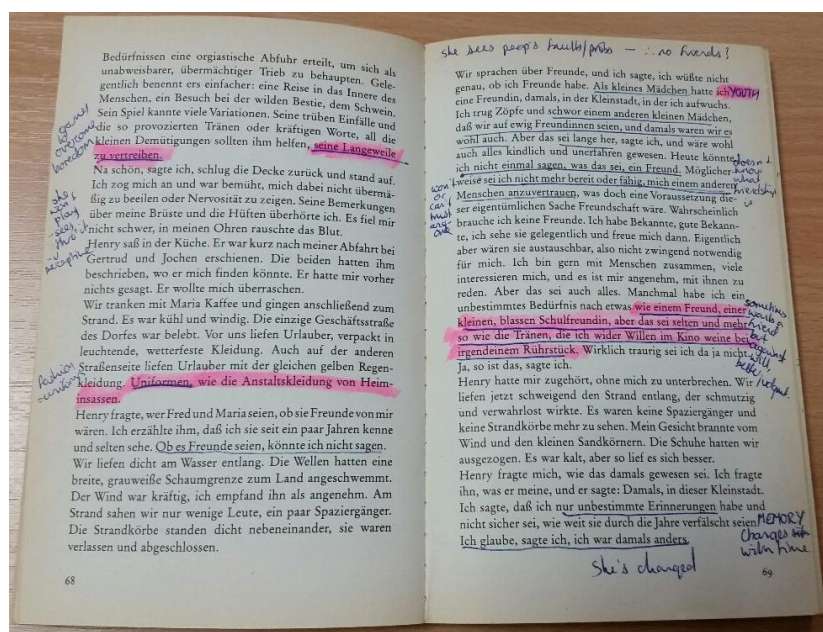 Bedürfnissen eine orgiastische Abfuhr erteilt, um sich als
unabweisbarer, übermächtiger Trieb zu behaupten. Gele-
gentlich benennt ers einfacher: eine Reise in das Innere des
Menschen, ein Besuch bei der wilden Bestie, dem Schwein.
Sein Spiel kannte viele Variationen. Seine trüben Einfälle und
die so provozierten Tränen oder kräftigen Worte, all die
kleinen Demütigungen sollten ihm helfen, seine Langeweile
zu vertreiben.
game to
overcome
boredom
Na schön, sagte ich, schlug die Decke zurück und stand auf.
Ich zog mich an und war bemüht, mich dabei nicht übermä-
ßig zu beeilen oder Nervosität zu zeigen. Seine Bemerkungen
über meine Brüste und die Hüften überhörte ich. Es fiel mir
nicht schwer, in meinen Ohren rauschte das Blut.
she
play
Henry saß in der Küche. Er war kurz nach meiner Abfahrt bei
Gertrud und Jochen erschienen. Die beiden hatten ihm
beschrieben, wo er mich finden könnte. Er hatte mir vorher
nichts gesagt. Er wollte mich überraschen.
Wir tranken mit Maria Kaffee und gingen anschließend zum
Strand. Es war kühl und windig. Die einzige Geschäftsstraße
des Dorfes war belebt. Vor uns liefen Urlauber, verpackt in
leuchtende, wetterfeste Kleidung. Auch auf der anderen
Straßenseite liefen Urlauber mit der gleichen gelben Regen-
kleidung. Uniformen, wie die Anstaltskleidung von Heim-
insassen.
fashion
= uniform
Henry fragte, wer Fred und Maria seien, ob sie Freunde von mir
wären. Ich erzählte ihm, daß ich sie seit ein paar Jahren kenne
und selten sehe. Ob es Freunde seien, könnte ich nicht sagen.
Wir liefen dicht am Wasser entlang. Die Wellen hatten eine
breite, grauweiße Schaumgrenze zum Land angeschwemmt.
Der Wind war kräftig, ich empfand ihn als angenehm. Am
Strand sahen wir nur wenige Leute, ein paar Spaziergänger.
Die Strandkörbe standen dicht nebeneinander, sie waren
verlassen und abgeschlossen.
68
she sees peop's faults/probs – ∴ no friends?
Wir sprachen über Freunde, und ich sagte, ich wüßte nicht
genau, ob ich Freunde habe. Als kleines Mädchen hatte ich YOUTH
eine Freundin, damals, in der Kleinstadt, in der ich aufwuchs.
Ich trug Zöpfe und schwor einem anderen kleinen Mädchen,
daß wir auf ewig Freundinnen seien, und damals waren wir es
wohl auch. Aber das sei lange her, sagte ich, und wäre wohl
auch alles kindlich und unerfahren gewesen. Heute könnte
ich nicht einmal sagen, was das sei, ein Freund. Möglicher-
weise sei ich nicht mehr bereit oder fähig, mich einem anderen
Menschen anzuvertrauen, was doch eine Voraussetzung die-
ser eigentümlichen Sache Freundschaft wäre. Wahrscheinlich
brauche ich keine Freunde. Ich habe Bekannte, gute Bekann-
te, ich sehe sie gelegentlich und freue mich dann. Eigentlich
aber wären sie austauschbar, also nicht zwingend notwendig
für mich. Ich bin gern mit Menschen zusammen, viele
interessieren mich, und es ist mir angenehm, mit ihnen zu
reden. Aber das sei auch alles. Manchmal habe ich ein
unbestimmtes Bedürfnis nach etwas wie einem Freund, einer
kleinen, blassen Schulfreundin, aber das sei selten und mehr
so wie die Tränen, die ich wider Willen im Kino weine bei
irgendeinem Rührstück. Wirklich traurig sei ich da ja nicht.
Ja, so ist das, sagte ich.
doesn't
know
what
friendship
is
won't
or
can't
trust
any
one
sometimes
wants a
friend
but
against
will
Henry hatte mir zugehört, ohne mich zu unterbrechen. Wir
liefen jetzt schweigend den Strand entlang, der schmutzig
und verwahrlost wirkte. Es waren keine Spaziergänger und
keine Strandkörbe mehr zu sehen. Mein Gesicht brannte vom
Wind und den kleinen Sandkörnern. Die Schuhe hatten wir
ausgezogen. Es war kalt, aber so lief es sich besser.
Henry fragte mich, wie das damals gewesen sei. Ich fragte
ihn, was er meine, und er sagte: Damals, in dieser Kleinstadt.
Ich sagte, daß ich nur unbestimmte Erinnerungen habe und
nicht sicher sei, wie weit sie durch die Jahre verfälscht seien.
Ich glaube, sagte ich, ich war damals anders.
MEMORY
changes
with time
She's changed
69